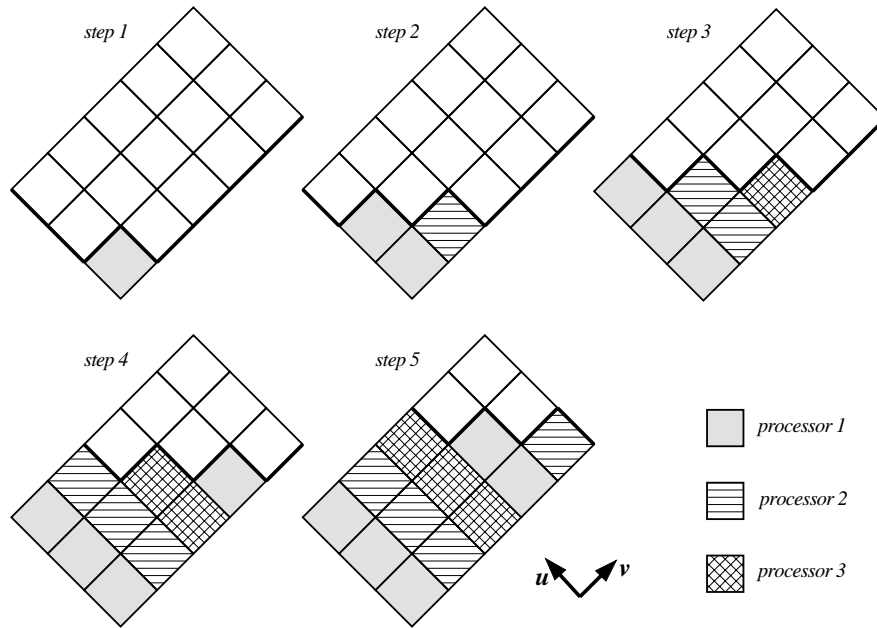 step 1
step 2
step 3
step 4
step 5
processor 1
processor 2
u
v
processor 3